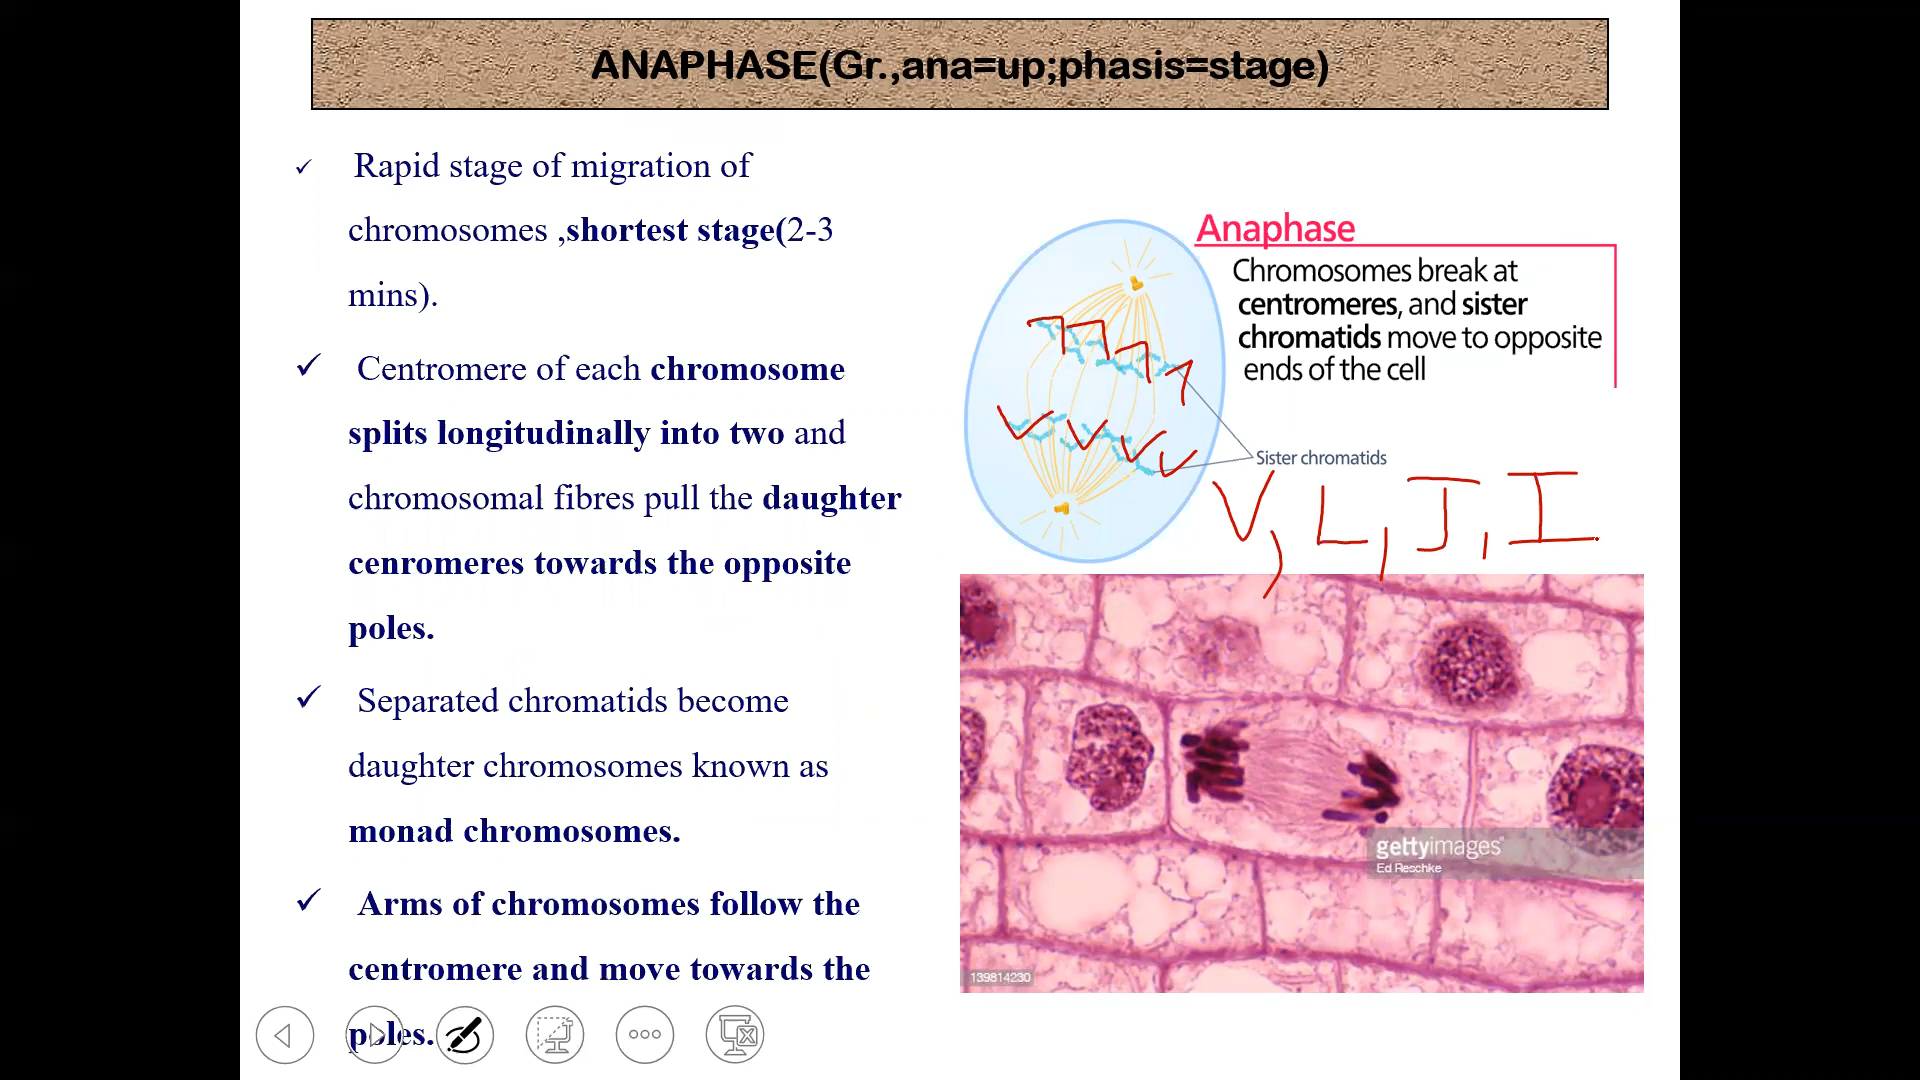 ANAPHASE(Gr.,ana=up;phasis=stage)
✓ Rapid stage of migration of
chromosomes ,shortest stage(2-3
mins).
✓ Centromere of each chromosome
splits longitudinally into two and
chromosomal fibres pull the daughter
cenromeres towards the opposite
poles.
✓ Separated chromatids become
daughter chromosomes known as
monad chromosomes.
✓ Arms of chromosomes follow the
centromere and move towards the
poles.
Anaphase
Chromosomes break at
centromeres, and sister
chromatids move to opposite
ends of the cell
Sister chromatids
V, L, J, I
gettyimages
Ed Reschke
139814230